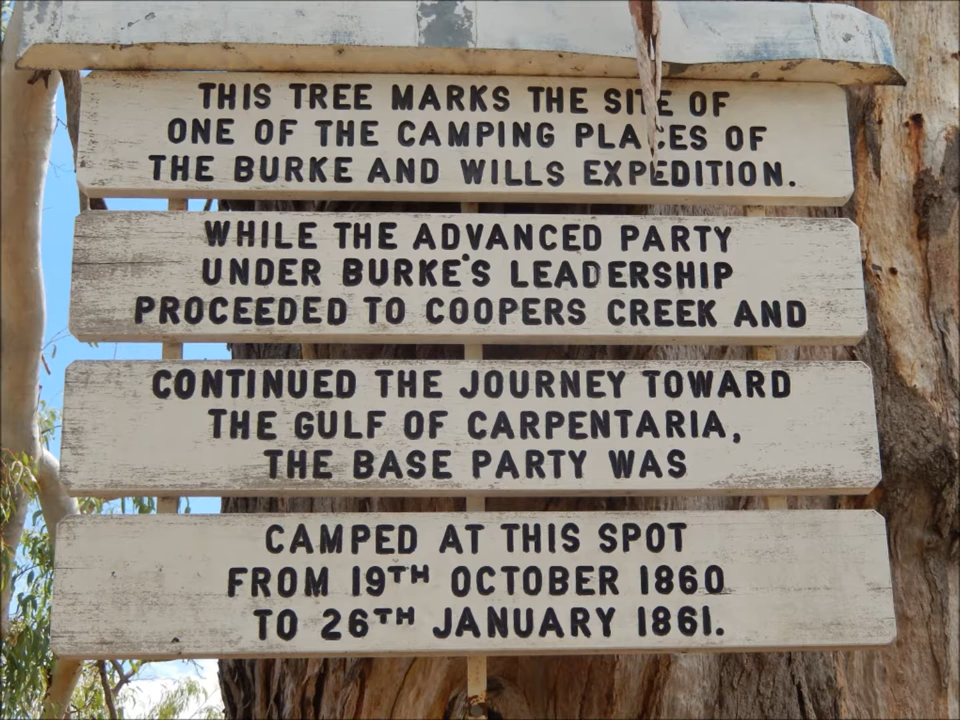 THIS TREE MARKS THE SITE OF
ONE OF THE CAMPING PLACES OF
THE BURKE AND WILLS EXPEDITION.
WHILE THE ADVANCED PARTY
UNDER BURKE'S LEADERSHIP
PROCEEDED TO COOPERS CREEK AND
CONTINUED THE JOURNEY TOWARD
THE GULF OF CARPENTARIA,
THE BASE PARTY WAS
CAMPED AT THIS SPOT
FROM 19TH OCTOBER 1860
TO 26TH JANUARY 1861.